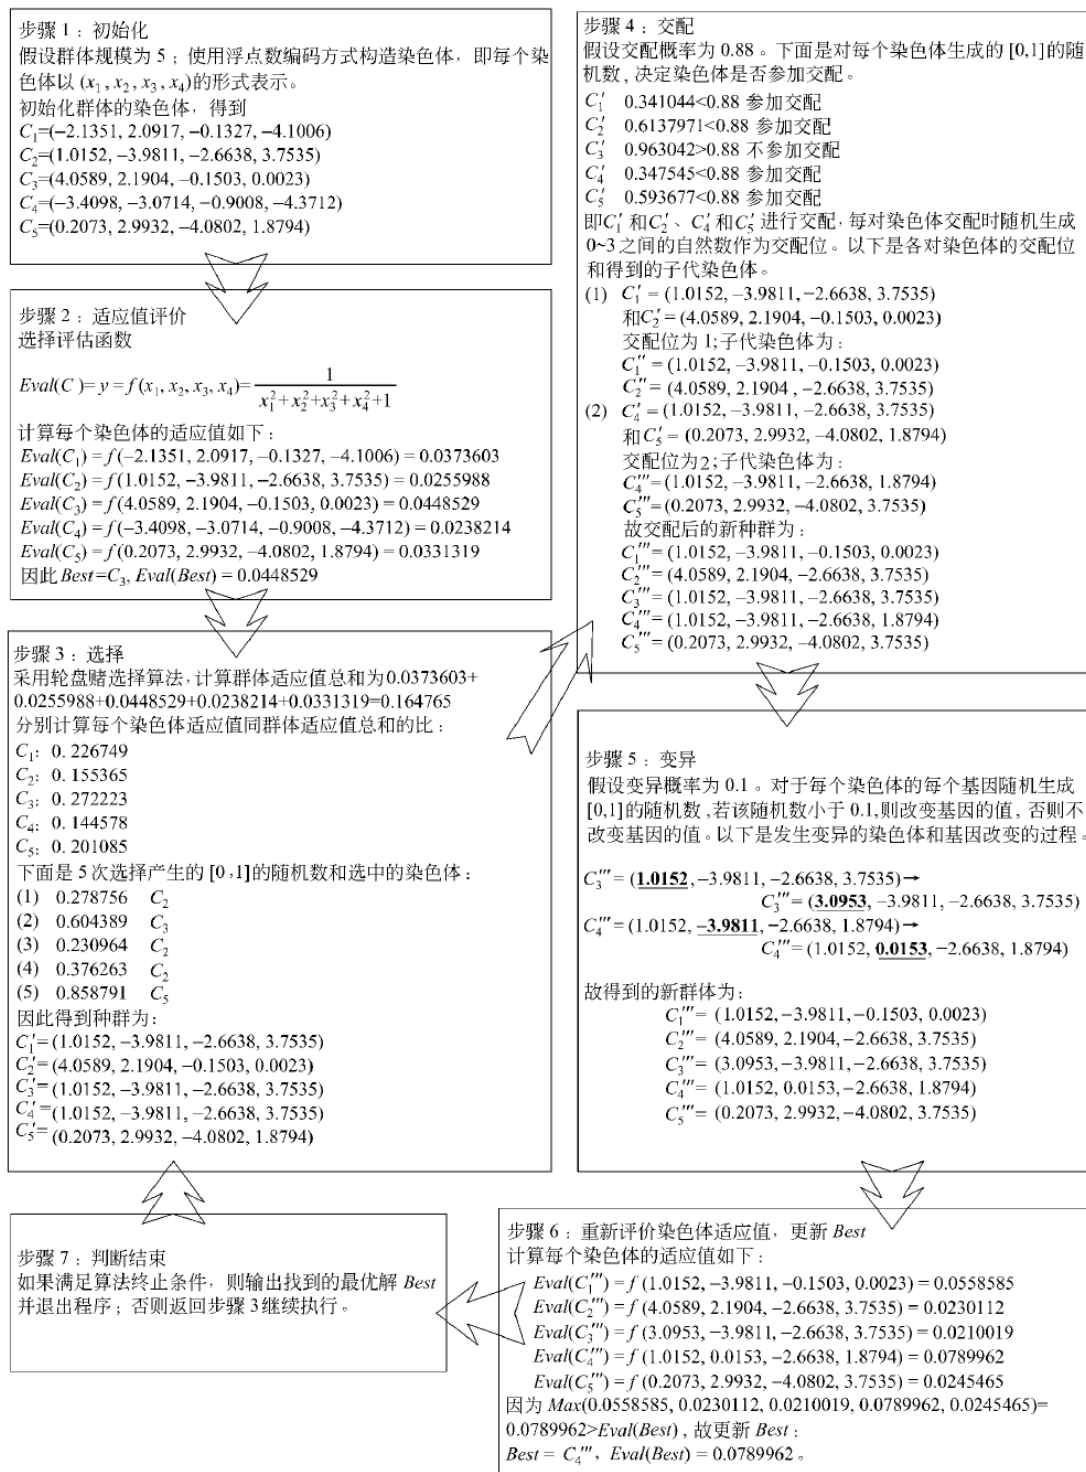 步骤 1：初始化
假设群体规模为 5；使用浮点数编码方式构造染色体，即每个染
色体以 (x₁, x₂, x₃, x₄)的形式表示。
初始化群体的染色体，得到
C₁=(–2.1351, 2.0917, –0.1327, –4.1006)
C₂=(1.0152, –3.9811, –2.6638, 3.7535)
C₃=(4.0589, 2.1904, –0.1503, 0.0023)
C₄=(–3.4098, –3.0714, –0.9008, –4.3712)
C₅=(0.2073, 2.9932, –4.0802, 1.8794)
步骤 2：适应值评价
选择评估函数
Eval(C )= y = f (x₁, x₂, x₃, x₄)= 1/(x₁²+x₂²+x₃²+x₄²+1)
计算每个染色体的适应值如下：
Eval(C₁) = f (–2.1351, 2.0917, –0.1327, –4.1006) = 0.0373603
Eval(C₂) = f (1.0152, –3.9811, –2.6638, 3.7535) = 0.0255988
Eval(C₃) = f (4.0589, 2.1904, –0.1503, 0.0023) = 0.0448529
Eval(C₄) = f (–3.4098, –3.0714, –0.9008, –4.3712) = 0.0238214
Eval(C₅) = f (0.2073, 2.9932, –4.0802, 1.8794) = 0.0331319
因此 Best=C₃, Eval(Best) = 0.0448529
步骤 3：选择
采用轮盘赌选择算法，计算群体适应值总和为0.0373603+
0.0255988+0.0448529+0.0238214+0.0331319=0.164765
分别计算每个染色体适应值同群体适应值总和的比：
C₁: 0. 226749
C₂: 0. 155365
C₃: 0. 272223
C₄: 0. 144578
C₅: 0. 201085
下面是 5 次选择产生的 [0 ,1]的随机数和选中的染色体：
(1) 0.278756 C₂
(2) 0.604389 C₃
(3) 0.230964 C₂
(4) 0.376263 C₂
(5) 0.858791 C₅
因此得到种群为：
C₁′=(1.0152, –3.9811, –2.6638, 3.7535)
C₂′=(4.0589, 2.1904, –0.1503, 0.0023)
C₃′=(1.0152, –3.9811, –2.6638, 3.7535)
C₄′=(1.0152, –3.9811, –2.6638, 3.7535)
C₅′=(0.2073, 2.9932, –4.0802, 1.8794)
步骤 4：交配
假设交配概率为 0.88。下面是对每个染色体生成的 [0,1]的随
机数，决定染色体是否参加交配。
C₁′ 0.341044<0.88 参加交配
C₂′ 0.6137971<0.88 参加交配
C₃′ 0.963042>0.88 不参加交配
C₄′ 0.347545<0.88 参加交配
C₅′ 0.593677<0.88 参加交配
即C₁′ 和C₂′、C₄′ 和C₅′ 进行交配，每对染色体交配时随机生成
0~3 之间的自然数作为交配位。以下是各对染色体的交配位
和得到的子代染色体。
(1) C₁′ = (1.0152, –3.9811, –2.6638, 3.7535)
和C₂′ = (4.0589, 2.1904, –0.1503, 0.0023)
交配位为 1;子代染色体为：
C₁″ = (1.0152, –3.9811, –0.1503, 0.0023)
C₂″ = (4.0589, 2.1904 , –2.6638, 3.7535)
(2) C₄′ = (1.0152, –3.9811, –2.6638, 3.7535)
和C₅′ = (0.2073, 2.9932, –4.0802, 1.8794)
交配位为2;子代染色体为：
C₄‴=(1.0152, –3.9811, –2.6638, 1.8794)
C₅‴=(0.2073, 2.9932, –4.0802, 3.7535)
故交配后的新种群为：
C₁‴= (1.0152, –3.9811, –0.1503, 0.0023)
C₂‴= (4.0589, 2.1904, –2.6638, 3.7535)
C₃‴= (1.0152, –3.9811, –2.6638, 3.7535)
C₄‴= (1.0152, –3.9811, –2.6638, 1.8794)
C₅‴= (0.2073, 2.9932, –4.0802, 3.7535)
步骤 5：变异
假设变异概率为 0.1。对于每个染色体的每个基因随机生成
[0,1]的随机数，若该随机数小于 0.1,则改变基因的值，否则不
改变基因的值。以下是发生变异的染色体和基因改变的过程。
C₃‴ = (1.0152, –3.9811, –2.6638, 3.7535)→
C₃‴ = (3.0953, –3.9811, –2.6638, 3.7535)
C₄‴ = (1.0152, –3.9811, –2.6638, 1.8794)→
C₄‴ = (1.0152, 0.0153, –2.6638, 1.8794)
故得到的新群体为：
C₁‴ = (1.0152, –3.9811, –0.1503, 0.0023)
C₂‴ = (4.0589, 2.1904, –2.6638, 3.7535)
C₃‴ = (3.0953, –3.9811, –2.6638, 3.7535)
C₄‴ = (1.0152, 0.0153, –2.6638, 1.8794)
C₅‴ = (0.2073, 2.9932, –4.0802, 3.7535)
步骤 6：重新评价染色体适应值，更新 Best
计算每个染色体的适应值如下：
Eval(C₁‴) = f (1.0152, –3.9811, –0.1503, 0.0023) = 0.0558585
Eval(C₂‴) = f (4.0589, 2.1904, –2.6638, 3.7535) = 0.0230112
Eval(C₃‴) = f (3.0953, –3.9811, –2.6638, 3.7535) = 0.0210019
Eval(C₄‴) = f (1.0152, 0.0153, –2.6638, 1.8794) = 0.0789962
Eval(C₅‴) = f (0.2073, 2.9932, –4.0802, 3.7535) = 0.0245465
因为 Max(0.0558585, 0.0230112, 0.0210019, 0.0789962, 0.0245465)=
0.0789962>Eval(Best)，故更新 Best：
Best = C₄‴, Eval(Best) = 0.0789962。
步骤 7：判断结束
如果满足算法终止条件，则输出找到的最优解 Best
并退出程序；否则返回步骤 3继续执行。